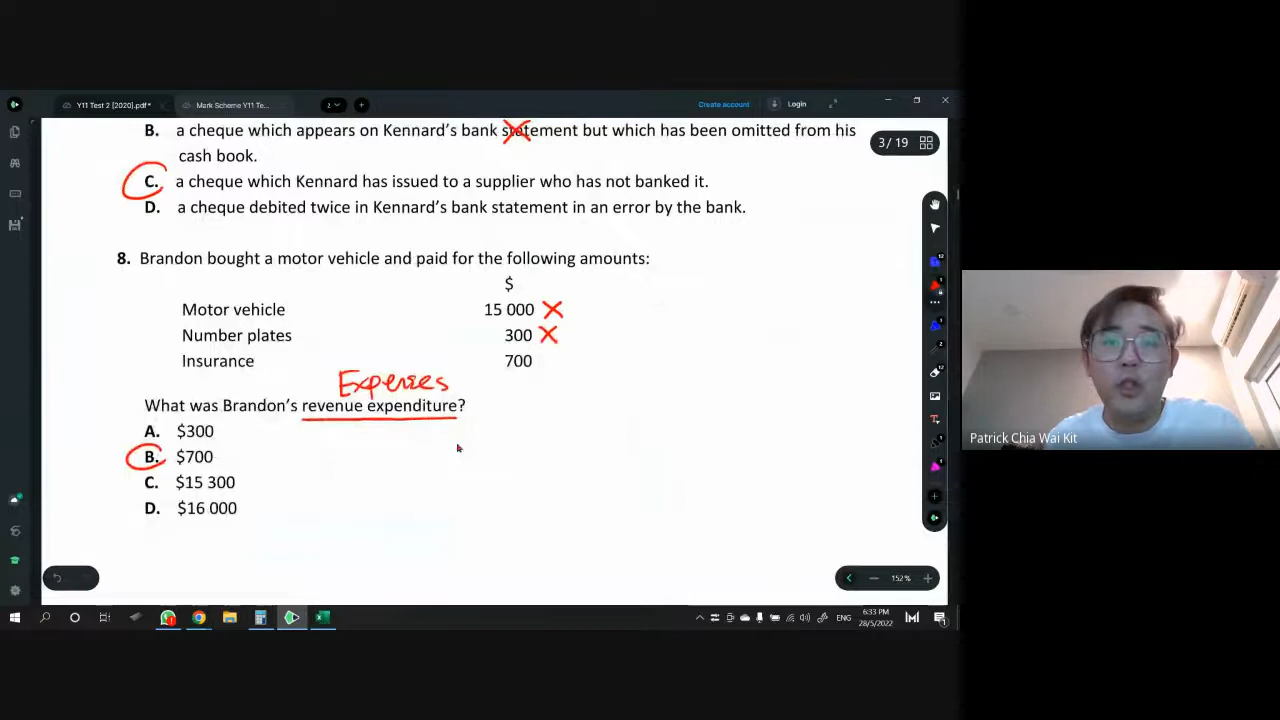 Y11 Test 2 [2020].pdf*
Mark Scheme Y11 Te...
2
Create account
Login
B. a cheque which appears on Kennard's bank statement but which has been omitted from his
cash book.
3 / 19
C. a cheque which Kennard has issued to a supplier who has not banked it.
D. a cheque debited twice in Kennard's bank statement in an error by the bank.
8. Brandon bought a motor vehicle and paid for the following amounts:
$
Motor vehicle 15 000
Number plates 300
Insurance 700
Expenses
What was Brandon's revenue expenditure?
A. $300
B. $700
C. $15 300
D. $16 000
Patrick Chia Wai Kit
152%
ENG
6:33 PM
28/5/2022